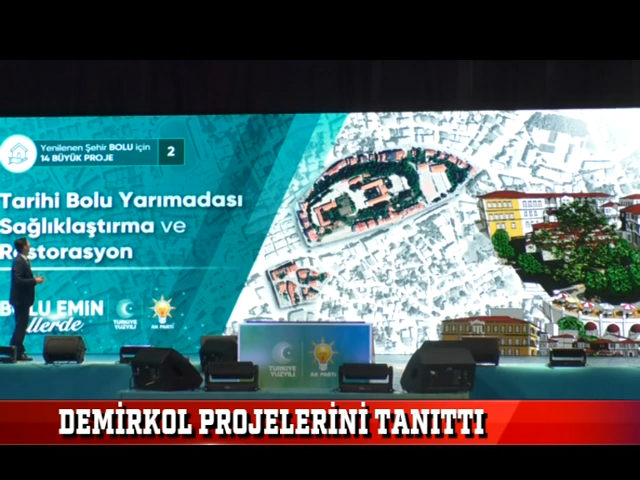 Yenilenen Şehir BOLU için
14 BÜYÜK PROJE
2
Tarihi Bolu Yarımadası
Sağlıklaştırma ve
Restorasyon
BOLU EMİN
Ellerde
TÜRKİYE
YÜZYILI
AK PARTİ
TÜRKİYE
YÜZYILI
AK PARTİ
DEMİRKOL PROJELERİNİ TANITTI